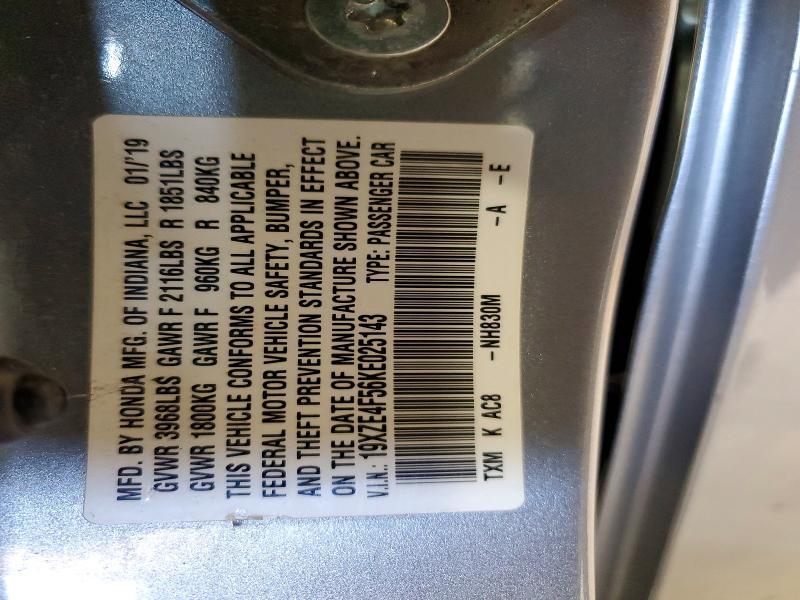 MFD. BY HONDA MFG. OF INDIANA, LLC 01/'19
GVWR 3968LBS GAWR F 2116LBS R 1851LBS
GVWR 1800KG GAWR F 960KG R 840KG
THIS VEHICLE CONFORMS TO ALL APPLICABLE
FEDERAL MOTOR VEHICLE SAFETY, BUMPER,
AND THEFT PREVENTION STANDARDS IN EFFECT
ON THE DATE OF MANUFACTURE SHOWN ABOVE.
V.I.N.: 19XZE4F56KE025143 TYPE: PASSENGER CAR
TXM K AC8 -NH830M -A -E